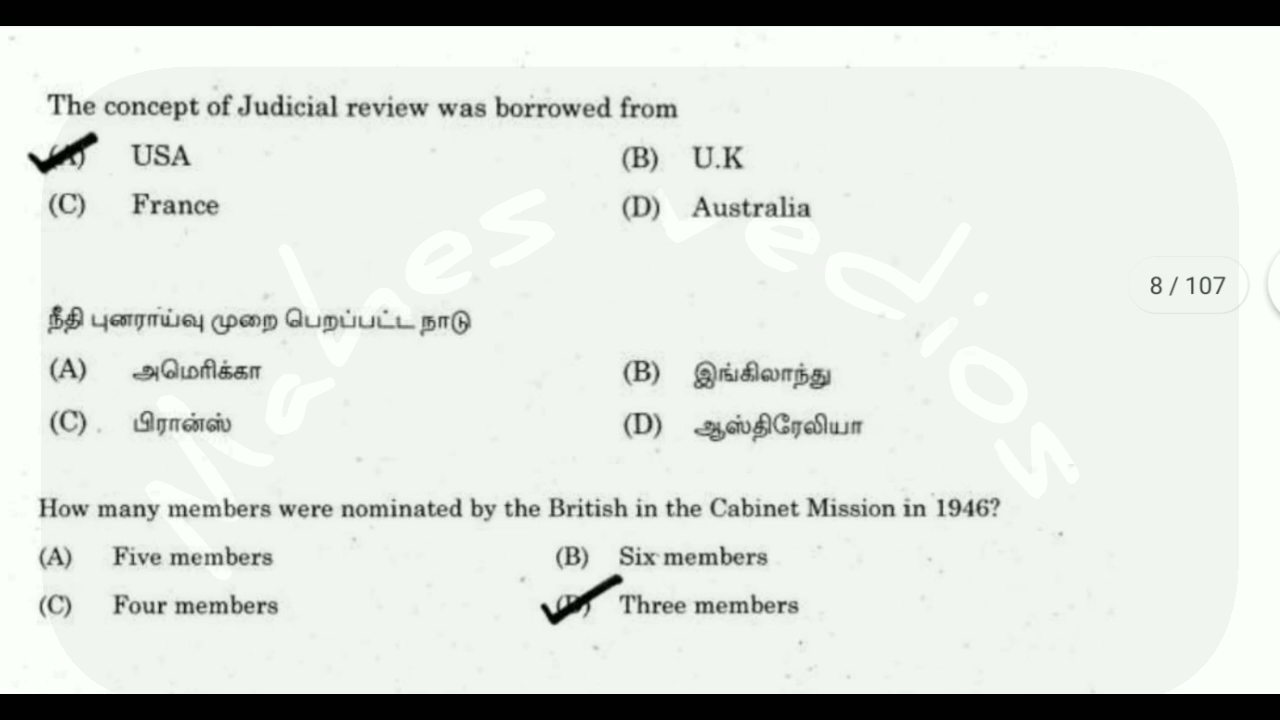 The concept of Judicial review was borrowed from
(A) USA (B) U.K
(C) France (D) Australia
8 / 107
நீதி புனராய்வு முறை பெறப்பட்ட நாடு
(A) அமெரிக்கா (B) இங்கிலாந்து
(C) பிரான்ஸ் (D) ஆஸ்திரேலியா
How many members were nominated by the British in the Cabinet Mission in 1946?
(A) Five members (B) Six members
(C) Four members (D) Three members
Mahes Vedios